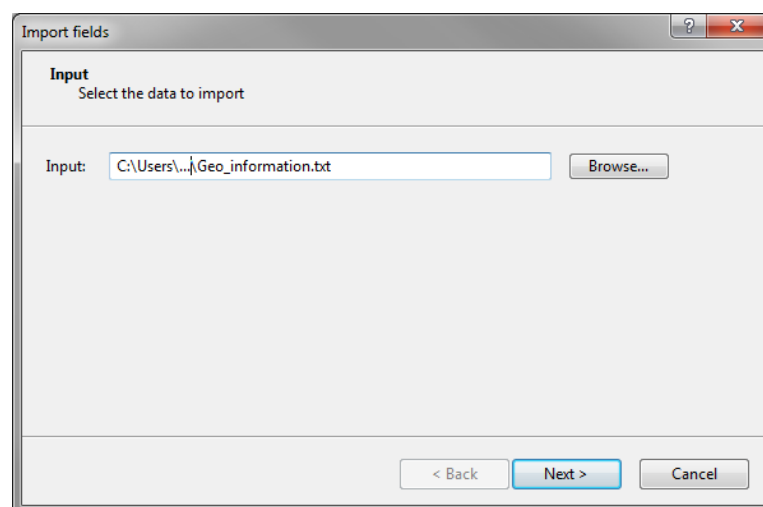 Import fields
?
X
Input
Select the data to import
Input: C:\Users\...\Geo_information.txt Browse...
< Back Next > Cancel